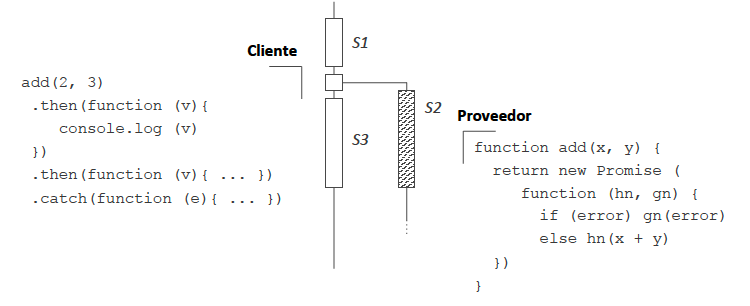 Cliente
add(2, 3)
.then(function (v){
console.log (v)
})
.then(function (v){ ... })
.catch(function (e){ ... })
S1
S2
S3
Proveedor
function add(x, y) {
return new Promise (
function (hn, gn) {
if (error) gn(error)
else hn(x + y)
})
}